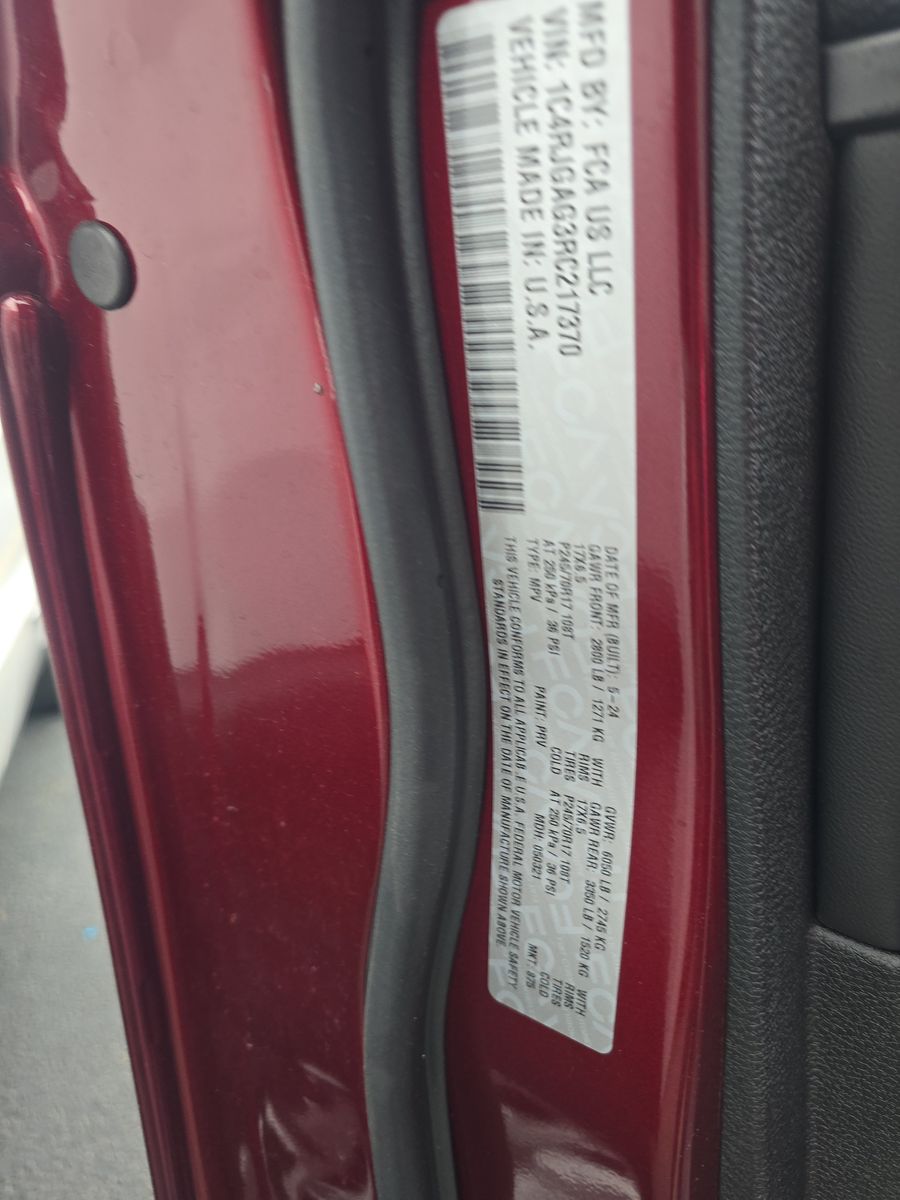 MFD BY: FCA US LLC
VIN: 1C4RJGAG3RC217370
VEHICLE MADE IN: U.S.A.
DATE OF MFR (BUILT): 5-24 GVWR: 6050 LB / 2745 KG
GAWR FRONT: 2800 LB / 1271 KG WITH GAWR REAR: 3350 LB / 1520 KG WITH
17X6.5 RIMS 17X6.5 RIMS
P245/70R17 108T TIRES P245/70R17 108T TIRES
AT 250 kPa / 36 PSI COLD AT 250 kPa / 36 PSI COLD
TYPE: MPV PAINT: PRV MDH: 050321 MKT: 875
THIS VEHICLE CONFORMS TO ALL APPLICABLE U.S.A. FEDERAL MOTOR VEHICLE SAFETY
STANDARDS IN EFFECT ON THE DATE OF MANUFACTURE SHOWN ABOVE